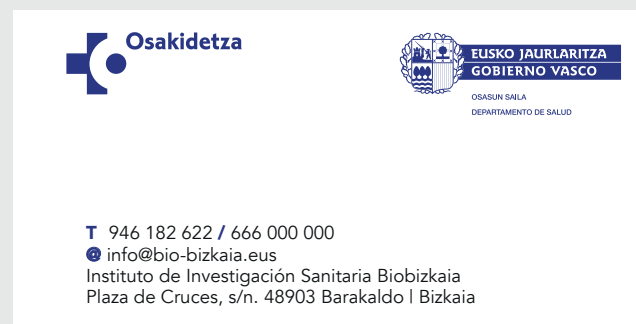 Osakidetza
EUSKO JAURLARITZA
GOBIERNO VASCO
OSASUN SAILA
DEPARTAMENTO DE SALUD
T 946 182 622 / 666 000 000
@ info@bio-bizkaia.eus
Instituto de Investigación Sanitaria Biobizkaia
Plaza de Cruces, s/n. 48903 Barakaldo | Bizkaia